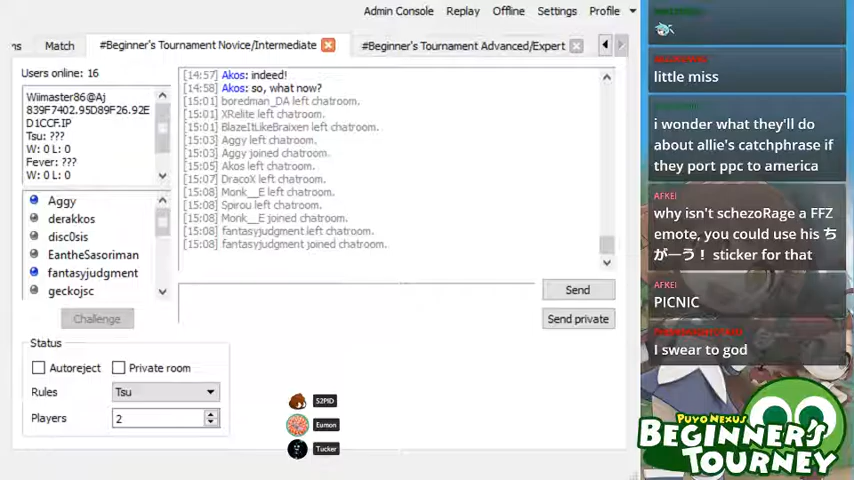 Admin Console Replay Offline Settings Profile
ns Match #Beginner's Tournament Novice/Intermediate #Beginner's Tournament Advanced/Expert
Users online: 16
Wiimaster86@Aj
839F7402.95D89F26.92E
D1CCF.IP
Tsu: ???
W: 0 L: 0
Fever: ???
W: 0 L: 0
Aggy
derakkos
disc0sis
EantheSasoriman
fantasyjudgment
geckojsc
Challenge
[14:57] Akos: indeed!
[14:58] Akos: so, what now?
[15:01] boredman_DA left chatroom.
[15:01] XRelite left chatroom.
[15:01] BlazeItLikeBraixen left chatroom.
[15:03] Aggy left chatroom.
[15:03] Aggy joined chatroom.
[15:05] Akos left chatroom.
[15:07] DracoX left chatroom.
[15:08] Monk__E left chatroom.
[15:08] Spirou left chatroom.
[15:08] Monk__E joined chatroom.
[15:08] fantasyjudgment left chatroom.
[15:08] fantasyjudgment joined chatroom.
Send
Send private
Status
Autoreject Private room
Rules Tsu
Players 2
S2PID
Eumon
Tucker
little miss
i wonder what they'll do
about allie's catchphrase if
they port ppc to america
AFKEI
why isn't schezoRage a FFZ
emote, you could use his ち
がーう! sticker for that
AFKEI
PICNIC
I swear to god
PUYO NEXUS
BEGINNER'S
TOURNEY